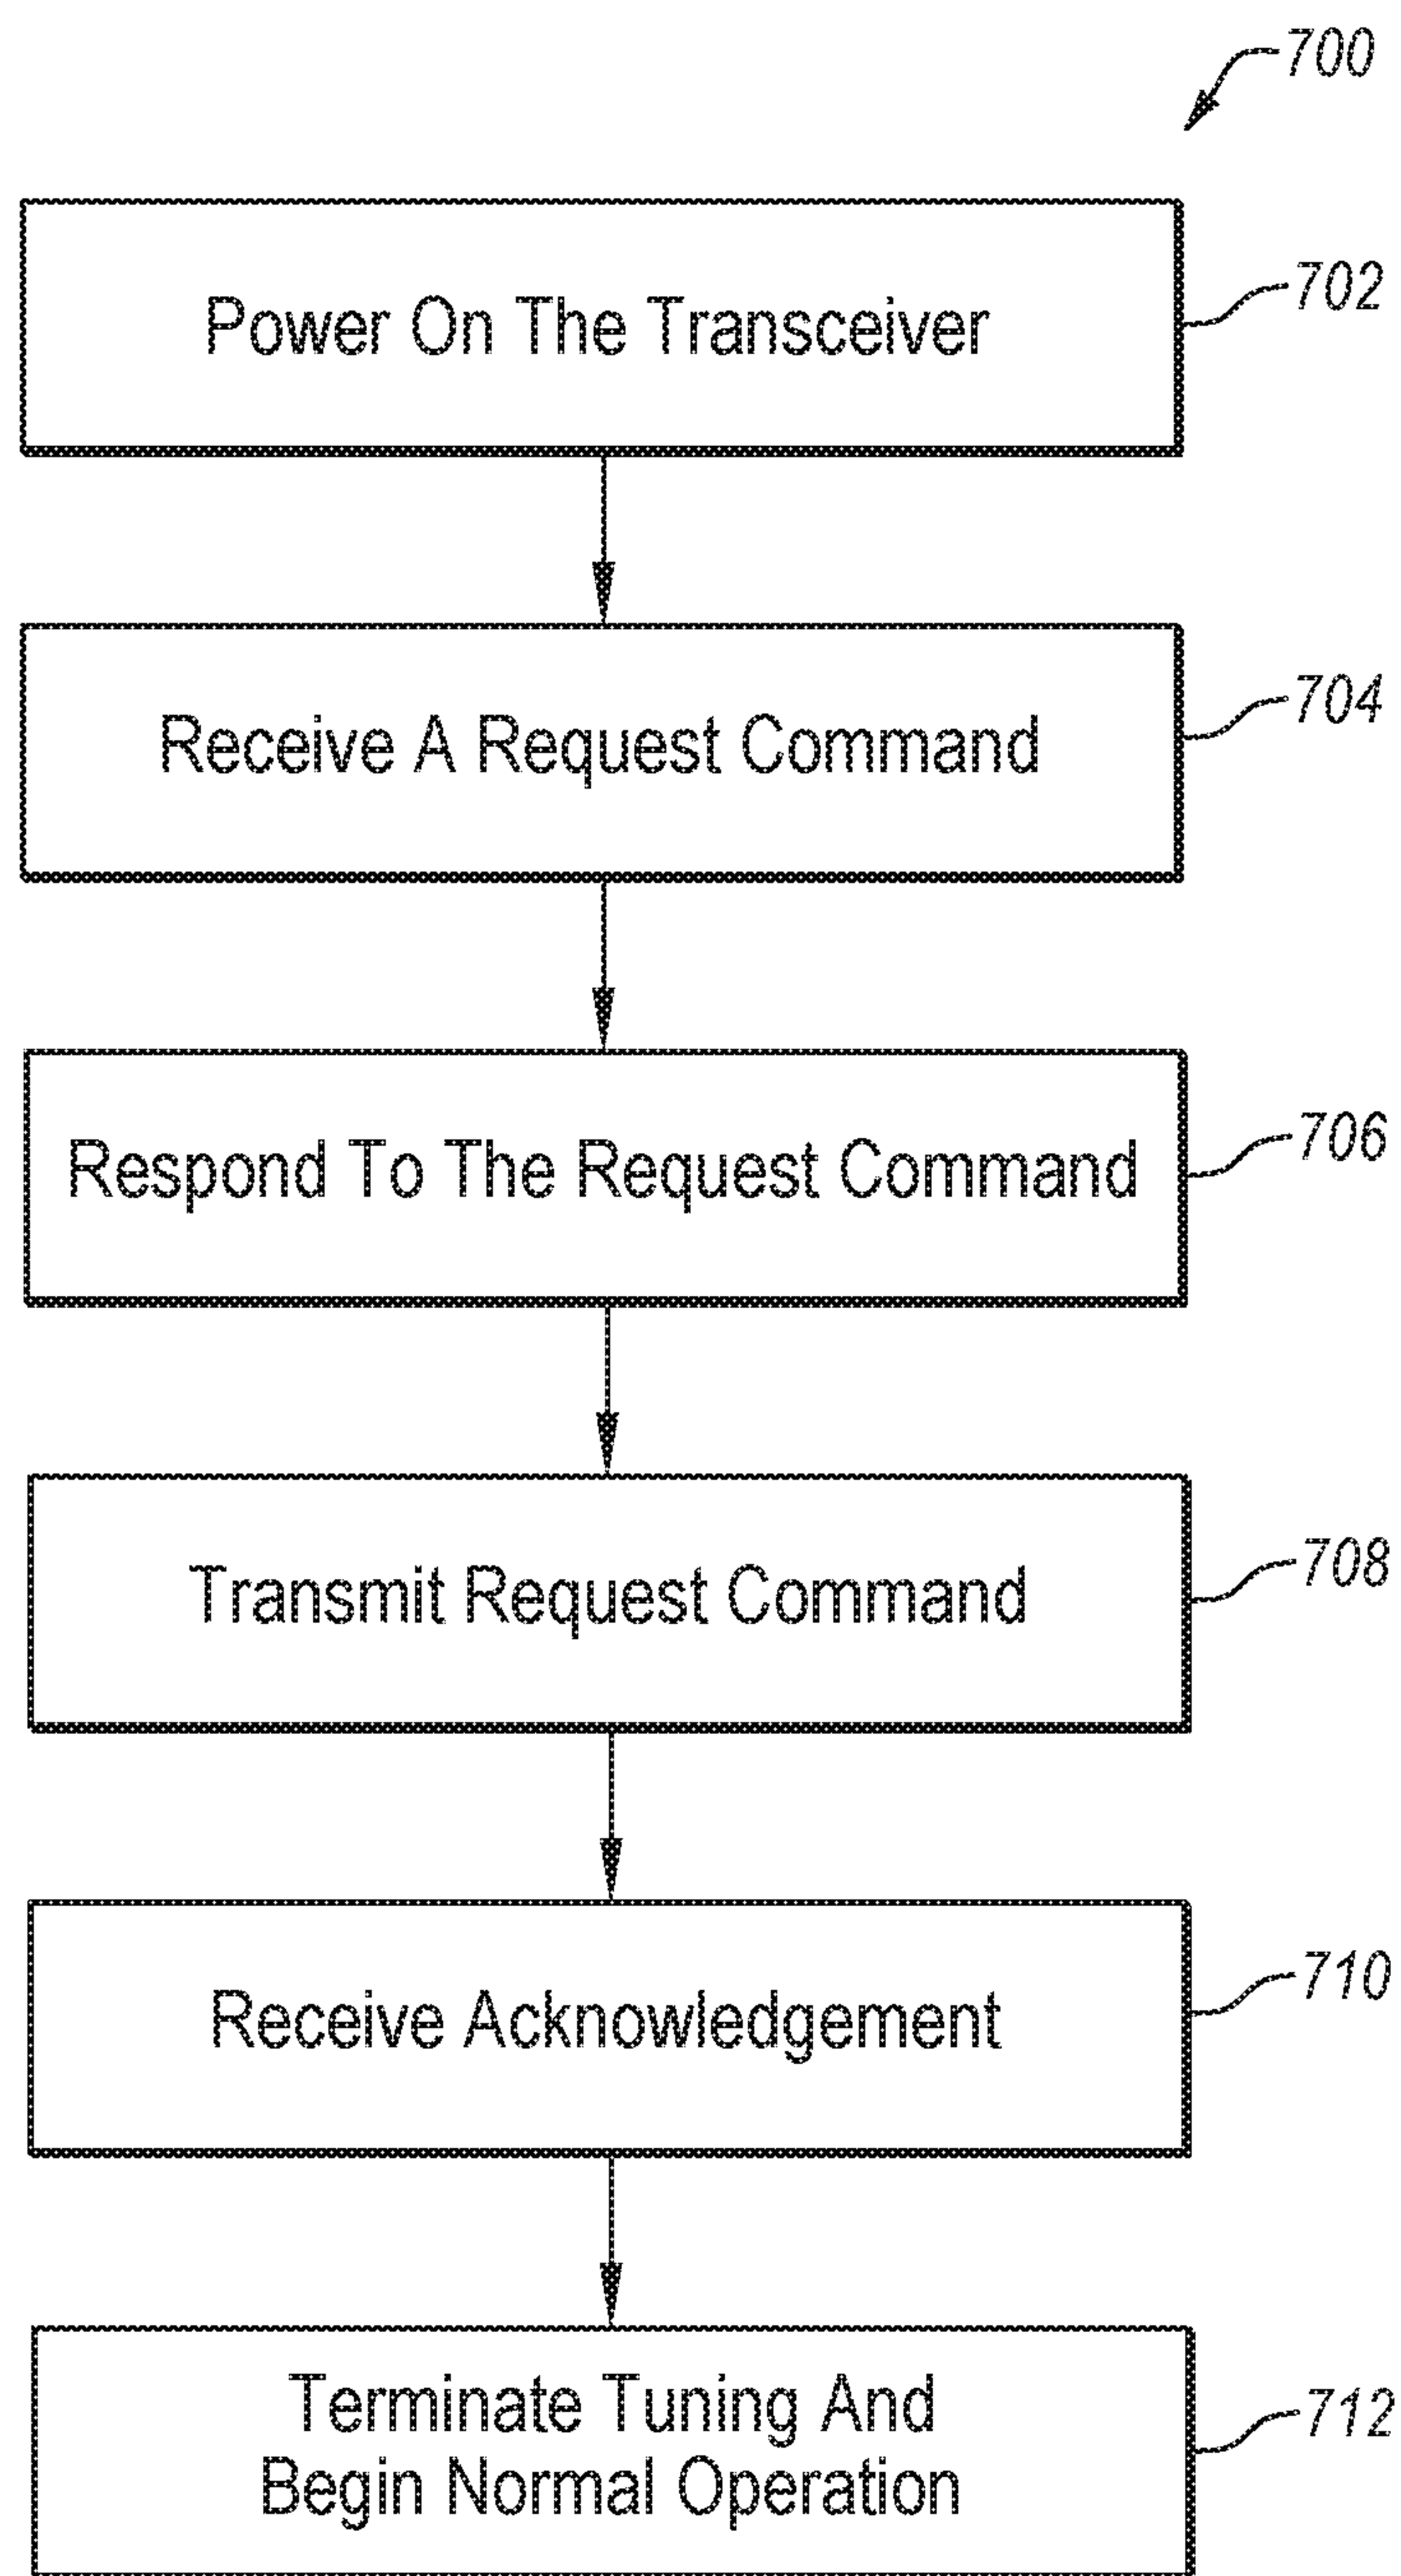 700
Power On The Transceiver
702
Receive A Request Command
704
Respond To The Request Command
706
Transmit Request Command
708
Receive Acknowledgement
710
Terminate Tuning And
Begin Normal Operation
712